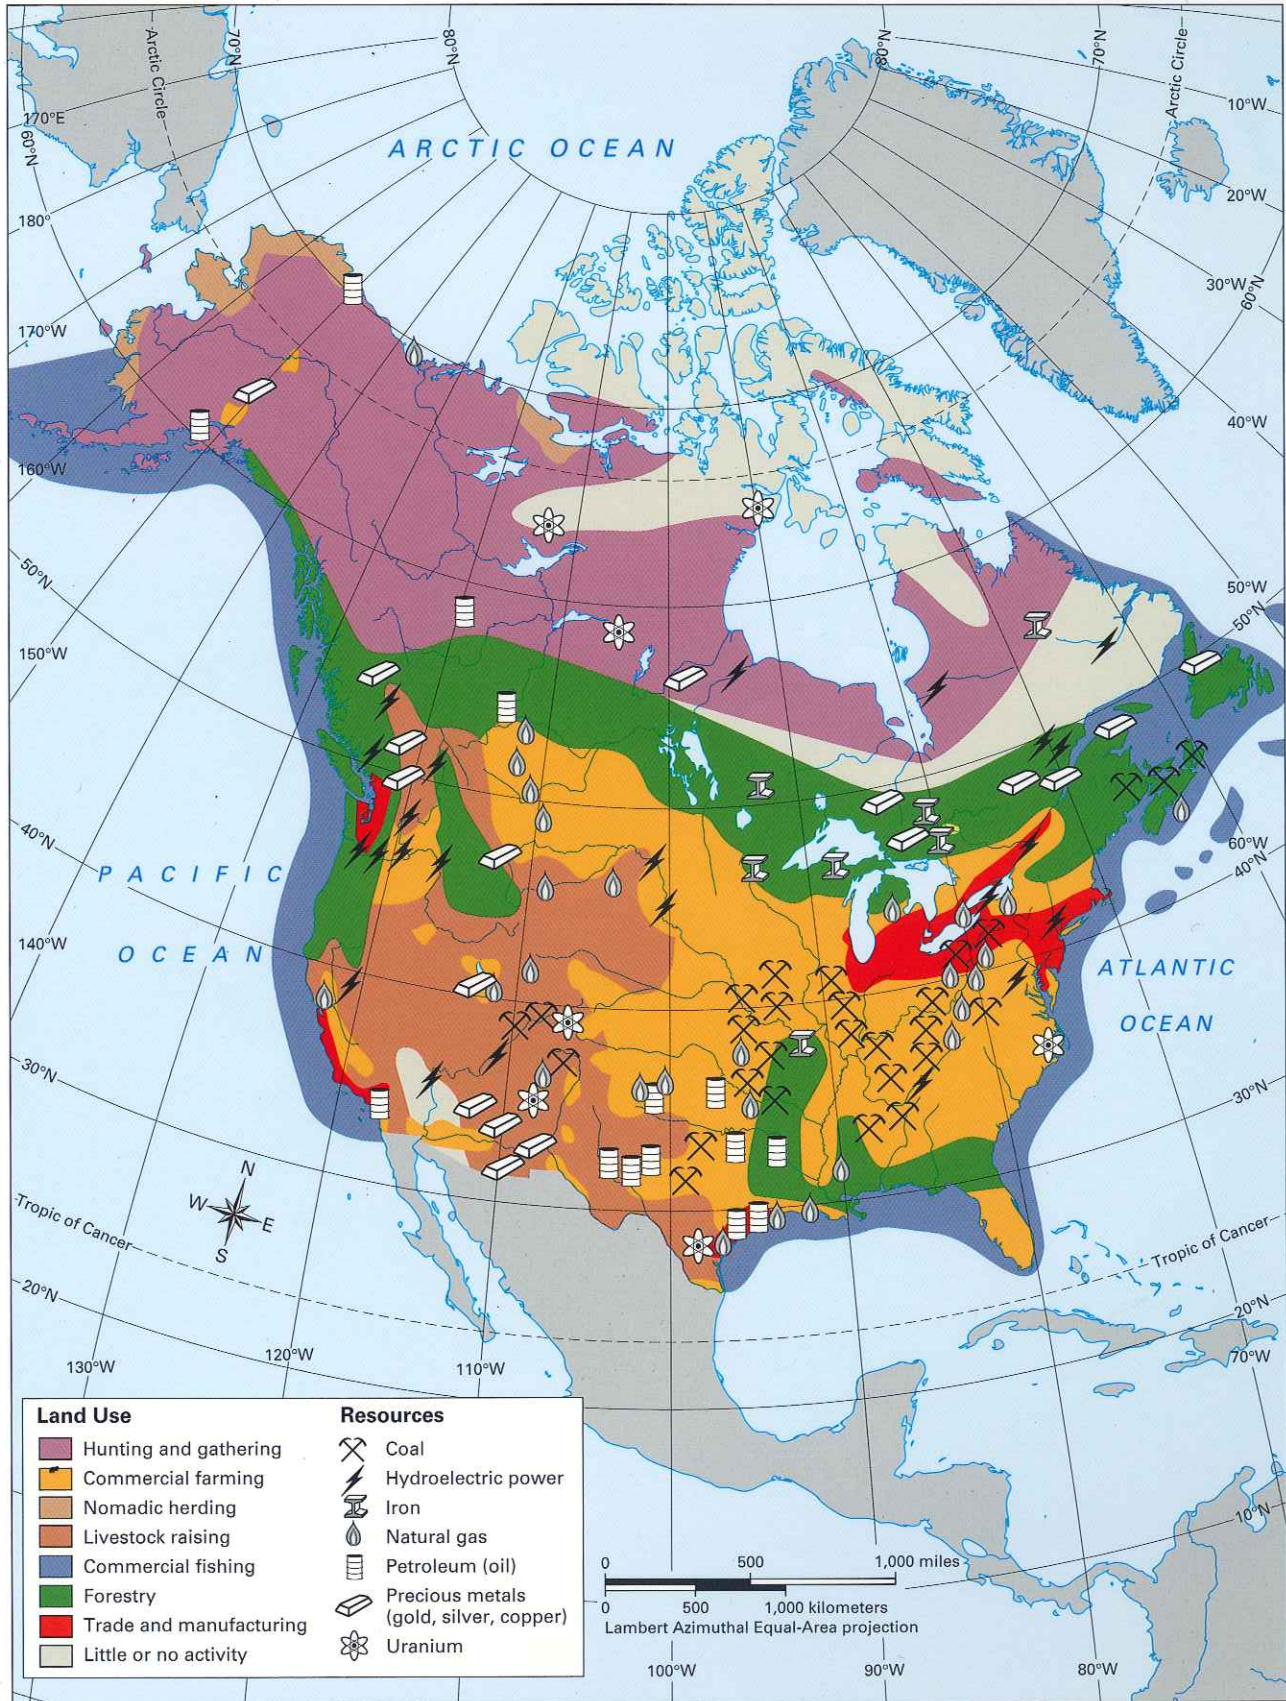 70°N
80°N
80°N
70°N
Arctic Circle
Arctic Circle
10°W
170°E
60°N
ARCTIC OCEAN
20°W
180°
30°W
60°N
170°W
40°W
160°W
50°N
50°W
50°N
150°W
40°N
60°W
40°N
PACIFIC
OCEAN
140°W
ATLANTIC
OCEAN
30°N
30°N
N
W
E
S
Tropic of Cancer
Tropic of Cancer
20°N
20°N
70°W
130°W
120°W
110°W
10°N
Land Use
Hunting and gathering
Commercial farming
Nomadic herding
Livestock raising
Commercial fishing
Forestry
Trade and manufacturing
Little or no activity
Resources
Coal
Hydroelectric power
Iron
Natural gas
Petroleum (oil)
Precious metals
(gold, silver, copper)
Uranium
0 500 1,000 miles
0 500 1,000 kilometers
Lambert Azimuthal Equal-Area projection
100°W
90°W
80°W